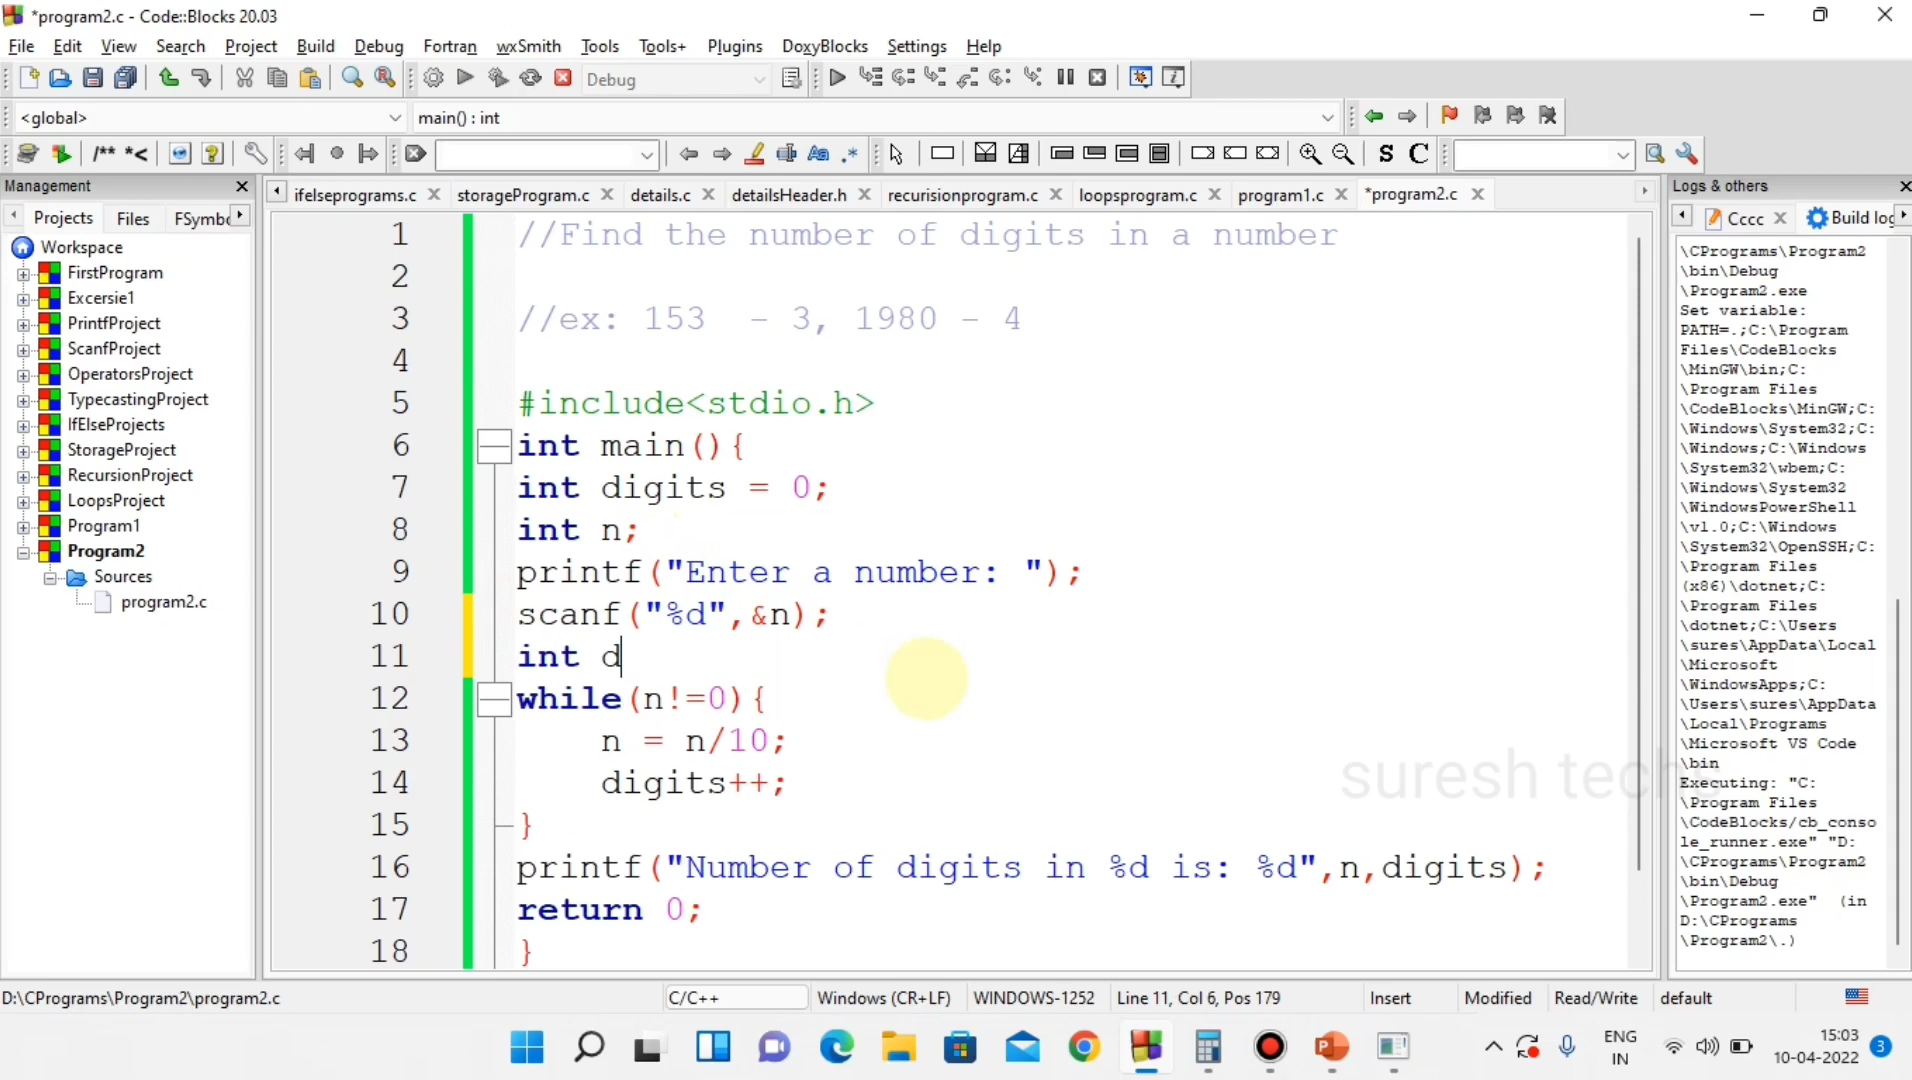 *program2.c - Code::Blocks 20.03
File Edit View Search Project Build Debug Fortran wxSmith Tools Tools+ Plugins DoxyBlocks Settings Help
Debug
<global> main() : int
/** *<
S C
Management
Projects Files FSymbo
Workspace
FirstProgram
Excersie1
PrintfProject
ScanfProject
OperatorsProject
TypecastingProject
IfElseProjects
StorageProject
RecursionProject
LoopsProject
Program1
Program2
Sources
program2.c
ifelseprograms.c storageProgram.c details.c detailsHeader.h recurisionprogram.c loopsprogram.c program1.c *program2.c
1 //Find the number of digits in a number
2
3 //ex: 153  - 3, 1980 - 4
4
5 #include<stdio.h>
6 int main(){
7 int digits = 0;
8 int n;
9 printf("Enter a number: ");
10 scanf("%d",&n);
11 int d
12 while(n!=0){
13 n = n/10;
14 digits++;
15 }
16 printf("Number of digits in %d is: %d",n,digits);
17 return 0;
18 }
suresh techs
Logs & others
Cccc Build log
\CPrograms\Program2
\bin\Debug
\Program2.exe
Set variable:
PATH=.;C:\Program
Files\CodeBlocks
\MinGW\bin;C:
\Program Files
\CodeBlocks\MinGW;C:
\Windows\System32;C:
\Windows;C:\Windows
\System32\wbem;C:
\Windows\System32
\WindowsPowerShell
\v1.0;C:\Windows
\System32\OpenSSH;C:
\Program Files
(x86)\dotnet;C:
\Program Files
\dotnet;C:\Users
\sures\AppData\Local
\Microsoft
\WindowsApps;C:
\Users\sures\AppData
\Local\Programs
\Microsoft VS Code
\bin
Executing: "C:
\Program Files
\CodeBlocks/cb_conso
le_runner.exe" "D:
\CPrograms\Program2
\bin\Debug
\Program2.exe"  (in
D:\CPrograms
\Program2\.)
D:\CPrograms\Program2\program2.c C/C++ Windows (CR+LF) WINDOWS-1252 Line 11, Col 6, Pos 179 Insert Modified Read/Write default
ENG
IN
15:03
10-04-2022
3